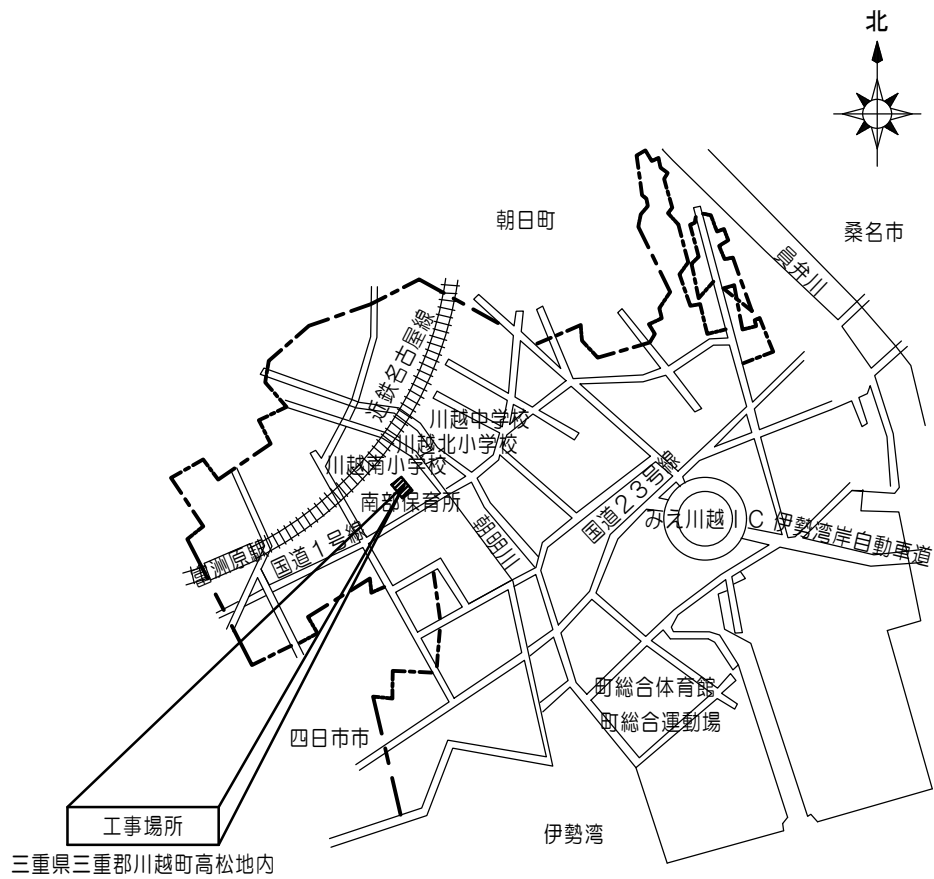 北
朝日町
桑名市
員弁川
近鉄名古屋線
川越中学校
川越北小学校
川越南小学校
南部保育所
国道23号線
みえ川越IC
伊勢湾岸自動車道
朝明川
国道1号線
富洲原駅
町総合体育館
町総合運動場
四日市市
工事場所
伊勢湾
三重県三重郡川越町高松地内